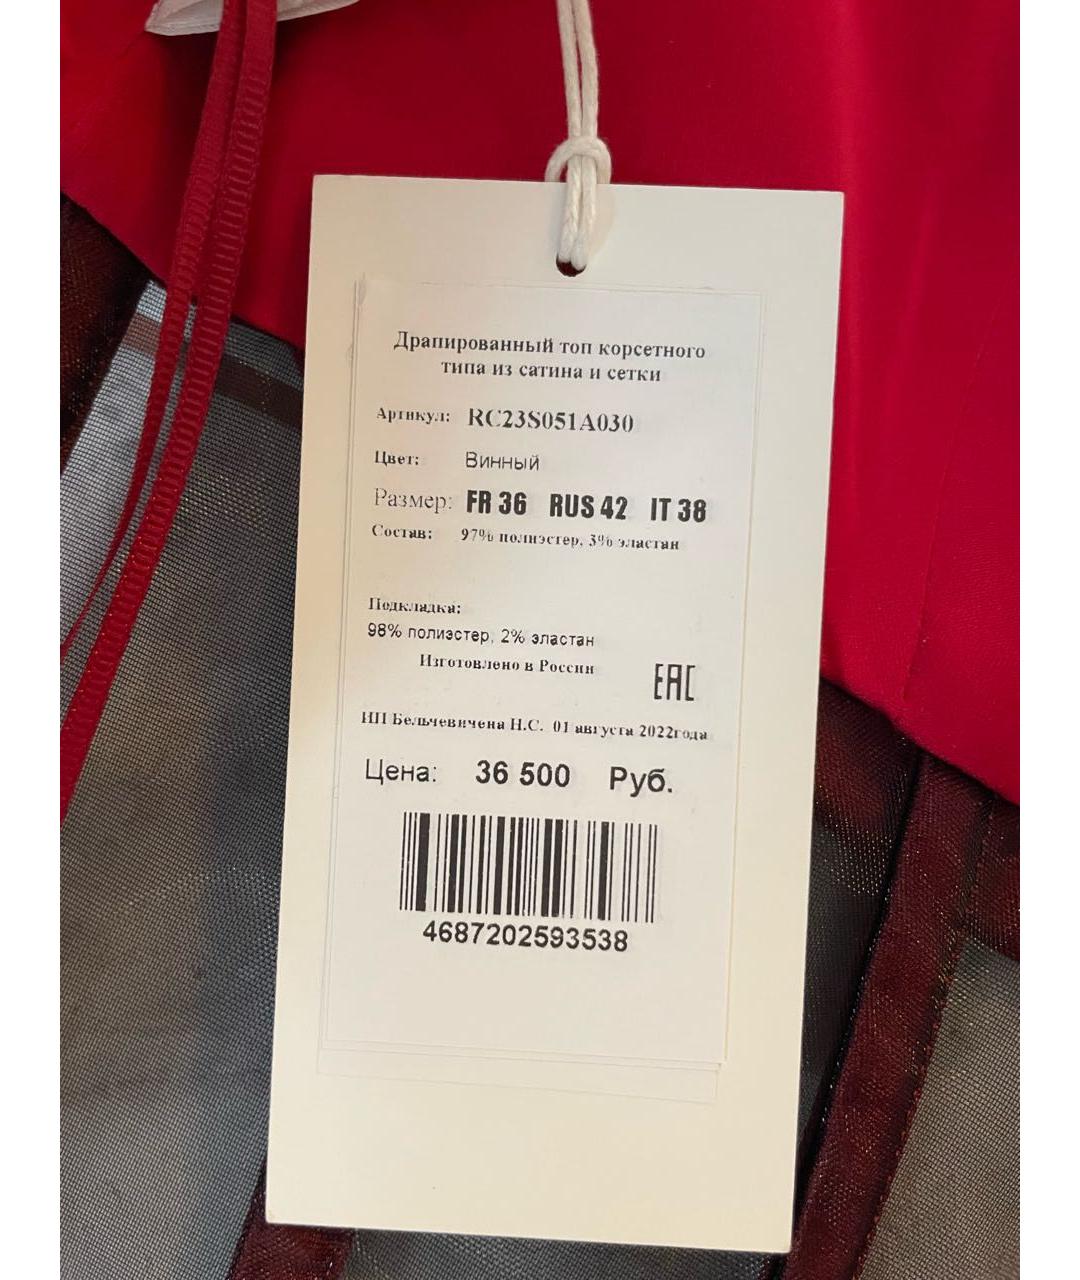 Драпированный топ корсетного
типа из сатина и сетки
Артикул: RC23S051A030
Цвет: Винный
Размер: FR 36 RUS 42 IT 38
Состав: 97% полиэстер, 3% эластан
Подкладка:
98% полиэстер, 2% эластан
Изготовлено в России
EAC
ИП Бельчевичена Н.С. 01 августа 2022года
Цена: 36 500 Руб.
4687202593538